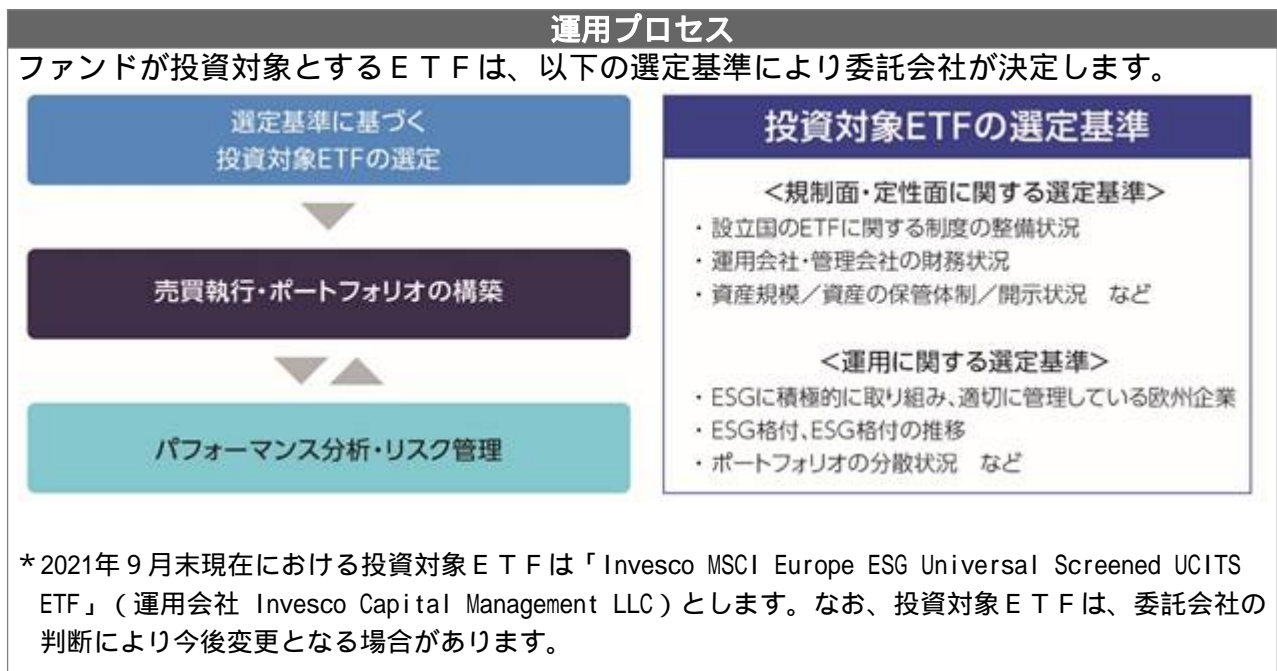 運用プロセス
ファンドが投資対象とするＥＴＦは、以下の選定基準により委託会社が決定します。
選定基準に基づく
投資対象ETFの選定
売買執行・ポートフォリオの構築
パフォーマンス分析・リスク管理
投資対象ETFの選定基準
＜規制面・定性面に関する選定基準＞
・設立国のETFに関する制度の整備状況
・運用会社・管理会社の財務状況
・資産規模／資産の保管体制／開示状況　など
＜運用に関する選定基準＞
・ESGに積極的に取り組み、適切に管理している欧州企業
・ESG格付、ESG格付の推移
・ポートフォリオの分散状況　など
＊2021年９月末現在における投資対象ＥＴＦは「Invesco MSCI Europe ESG Universal Screened UCITS
ETF」（運用会社 Invesco Capital Management LLC）とします。なお、投資対象ＥＴＦは、委託会社の
判断により今後変更となる場合があります。